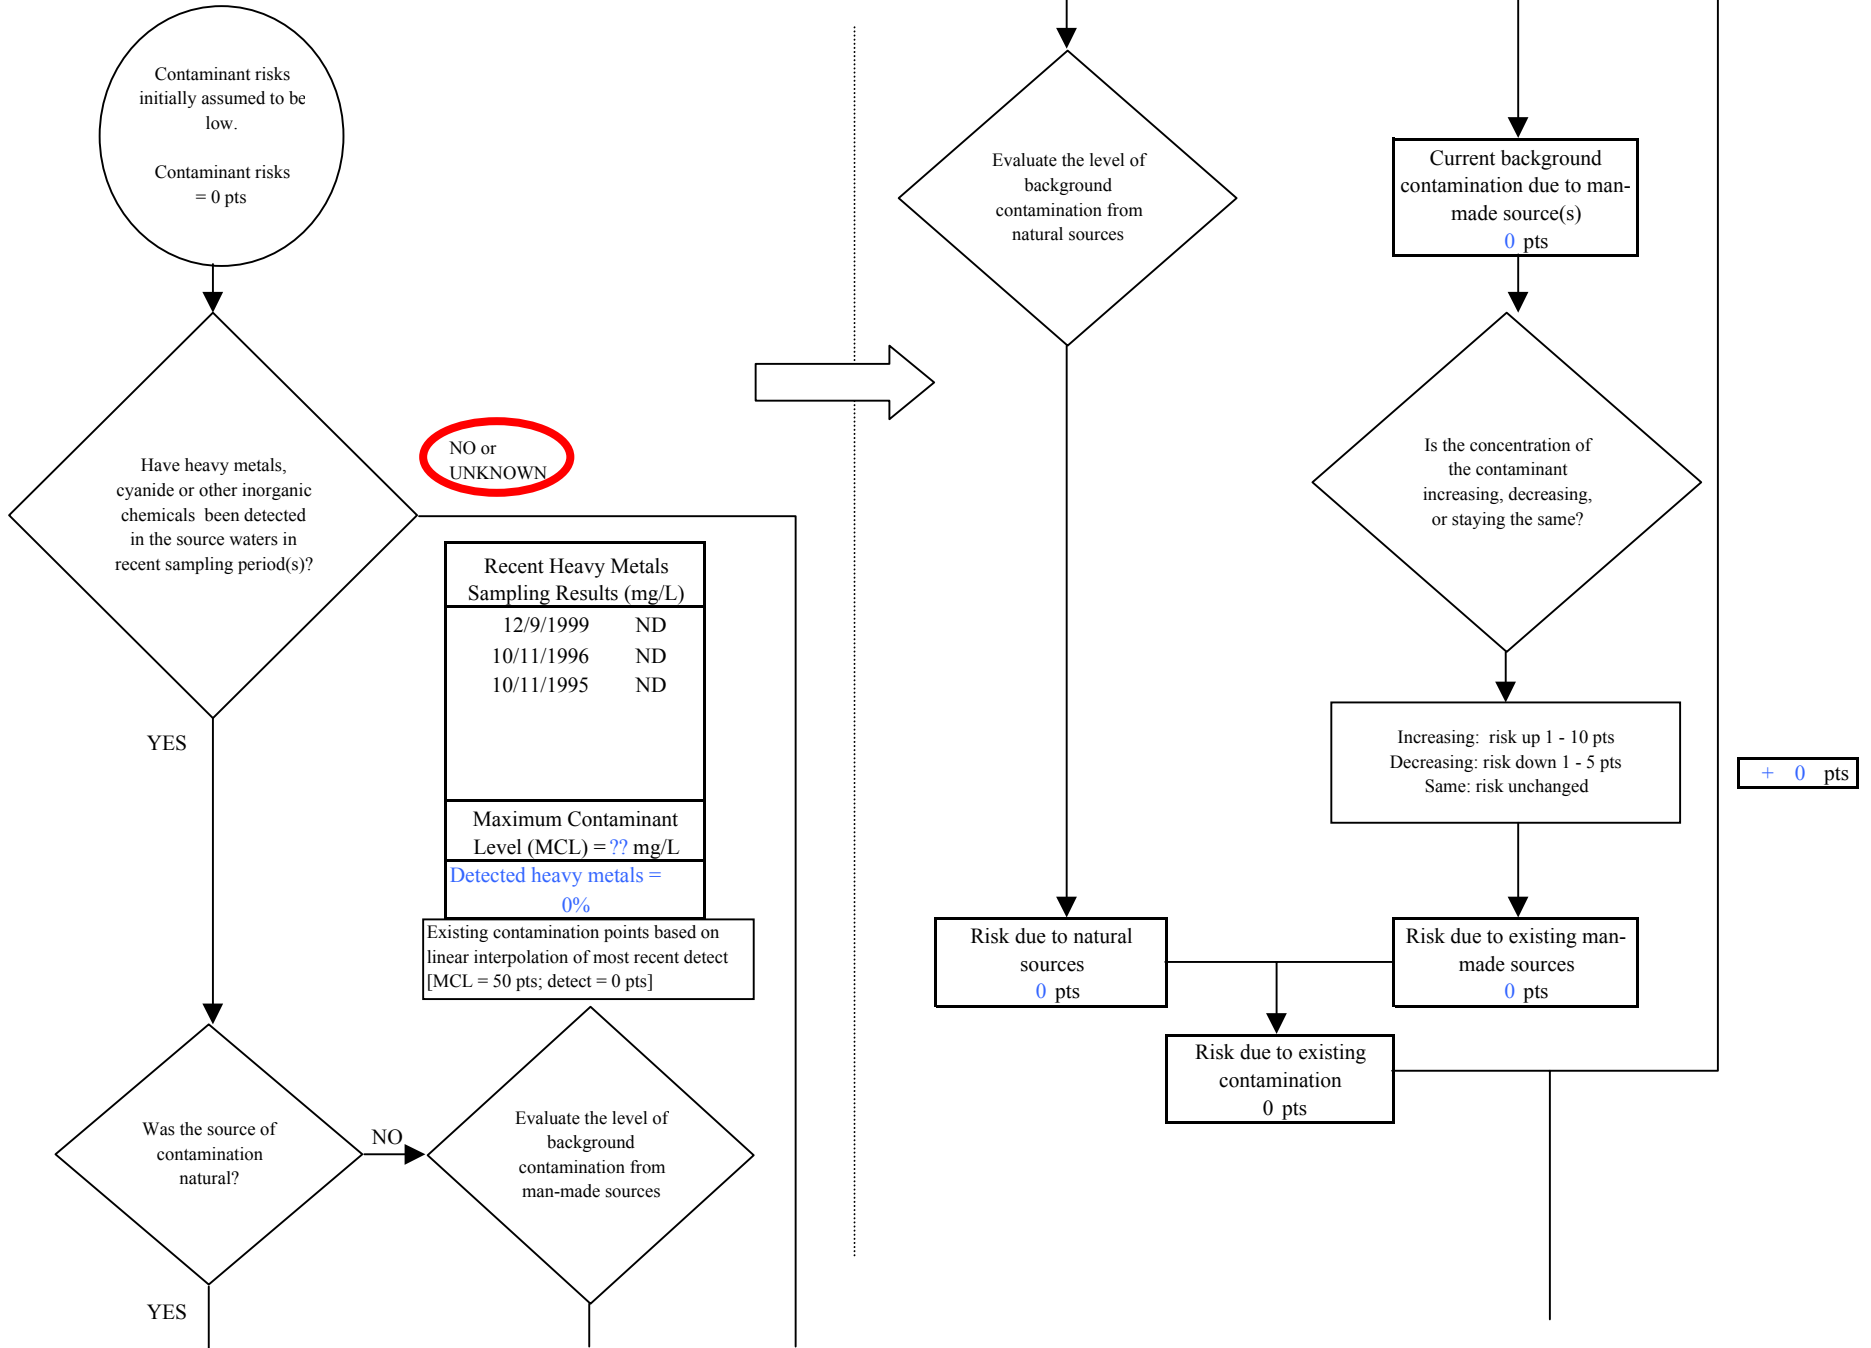 Contaminant risks
initially assumed to be
low.
Contaminant risks
= 0 pts
Have heavy metals,
cyanide or other inorganic
chemicals  been detected
in the source waters in
recent sampling period(s)?
NO or
UNKNOWN
YES
Recent Heavy Metals
Sampling Results (mg/L)
12/9/1999 ND
10/11/1996 ND
10/11/1995 ND
Maximum Contaminant
Level (MCL) = ?? mg/L
Detected heavy metals =
0%
Existing contamination points based on
linear interpolation of most recent detect
[MCL = 50 pts; detect = 0 pts]
Was the source of
contamination
natural?
NO
YES
Evaluate the level of
background
contamination from
man-made sources
Evaluate the level of
background
contamination from
natural sources
Current background
contamination due to man-
made source(s)
0 pts
Is the concentration of
the contaminant
increasing, decreasing,
or staying the same?
Increasing:  risk up 1 - 10 pts
Decreasing: risk down 1 - 5 pts
Same: risk unchanged
+ 0 pts
Risk due to natural
sources
0 pts
Risk due to existing man-
made sources
0 pts
Risk due to existing
contamination
0 pts